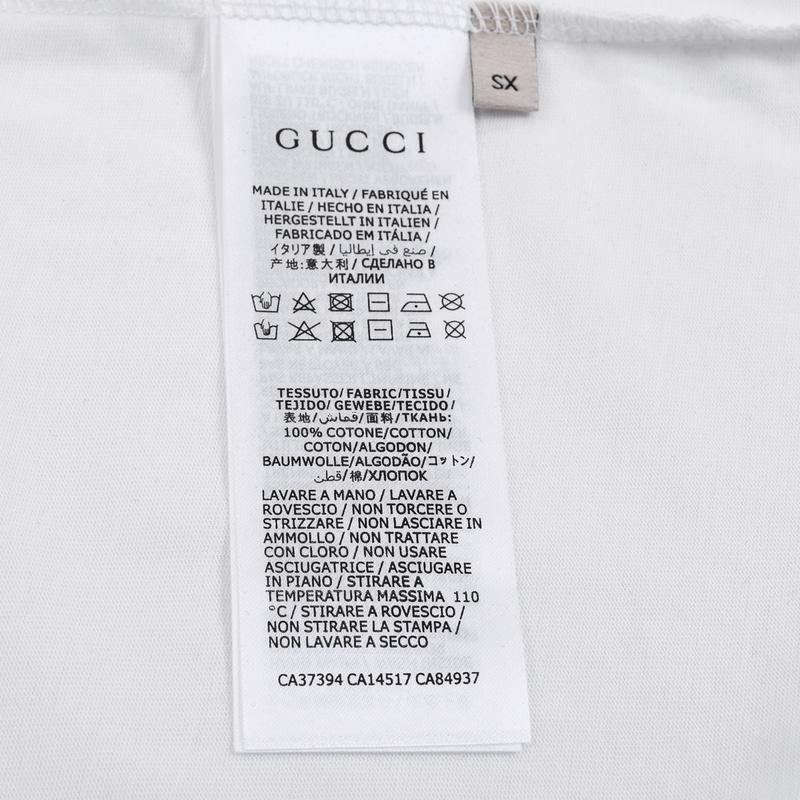 SX
GUCCI
MADE IN ITALY / FABRIQUÉ EN
ITALIE / HECHO EN ITALIA /
HERGESTELLT IN ITALIEN /
FABRICADO EM ITÁLIA /
イタリア製 / صنع في إيطاليا /
产地:意大利 / СДЕЛАНО В
ИТАЛИИ
TESSUTO/ FABRIC/TISSU/
TEJIDO/ GEWEBE/TECIDO/
表地/قماش/面料/ТКАНЬ:
100% COTONE/COTTON/
COTON/ALGODON/
BAUMWOLLE/ALGODÃO/コットン/
قطن/棉/ХЛОПОК
LAVARE A MANO / LAVARE A
ROVESCIO / NON TORCERE O
STRIZZARE / NON LASCIARE IN
AMMOLLO / NON TRATTARE
CON CLORO / NON USARE
ASCIUGATRICE / ASCIUGARE
IN PIANO / STIRARE A
TEMPERATURA MASSIMA 110
°C / STIRARE A ROVESCIO /
NON STIRARE LA STAMPA /
NON LAVARE A SECCO
CA37394 CA14517 CA84937